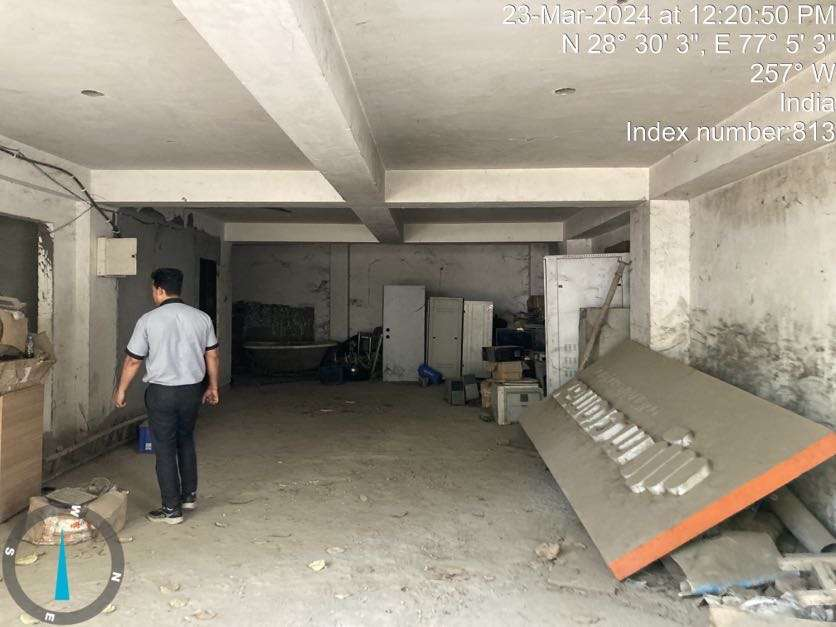 23-Mar-2024 at 12:20:50 PM
N 28° 30' 3", E 77° 5' 3"
257° W
India
Index number:813
W
S
N
E